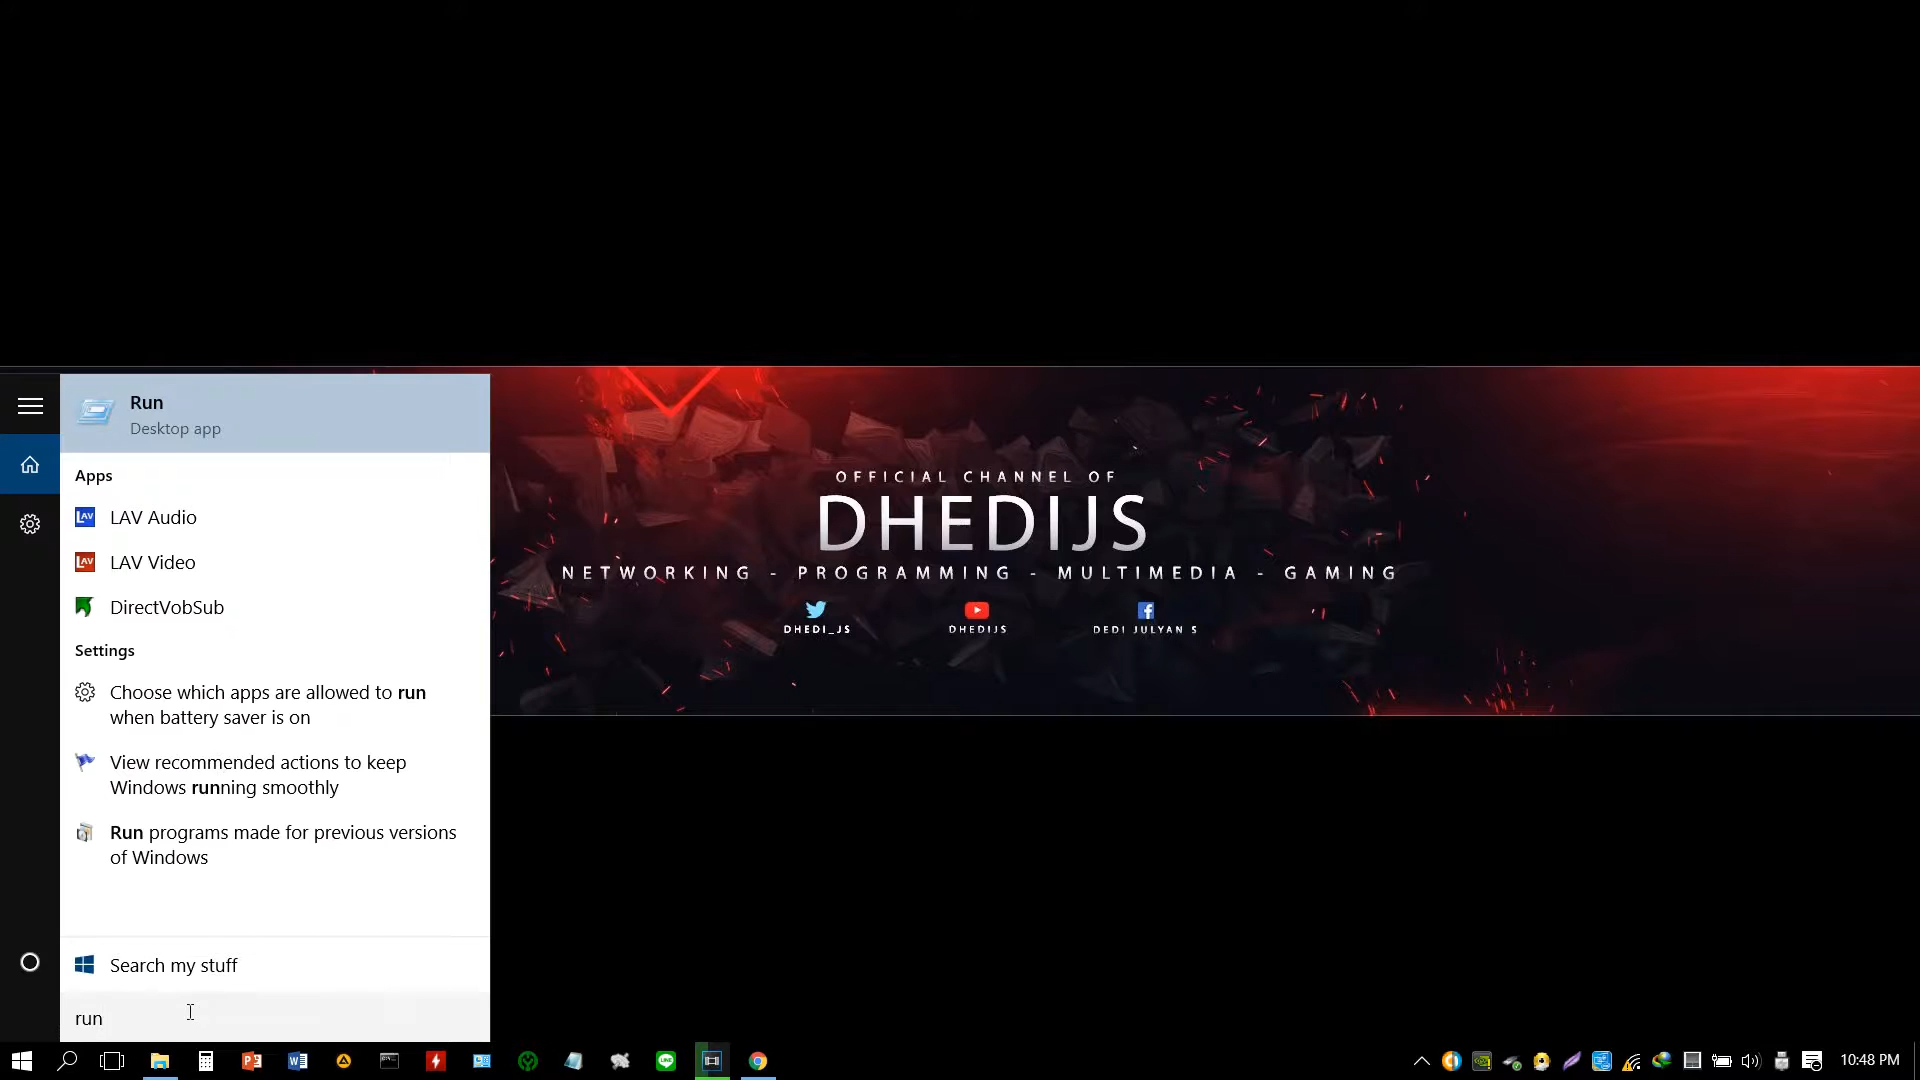 Run
Desktop app
Apps
LAV Audio
LAV Video
DirectVobSub
Settings
Choose which apps are allowed to run
when battery saver is on
View recommended actions to keep
Windows running smoothly
Run programs made for previous versions
of Windows
Search my stuff
run
OFFICIAL CHANNEL OF
DHEDIJS
NETWORKING - PROGRAMMING - MULTIMEDIA - GAMING
DHEDI_JS
DHEDIJS
DEDI JULYAN S
10:48 PM